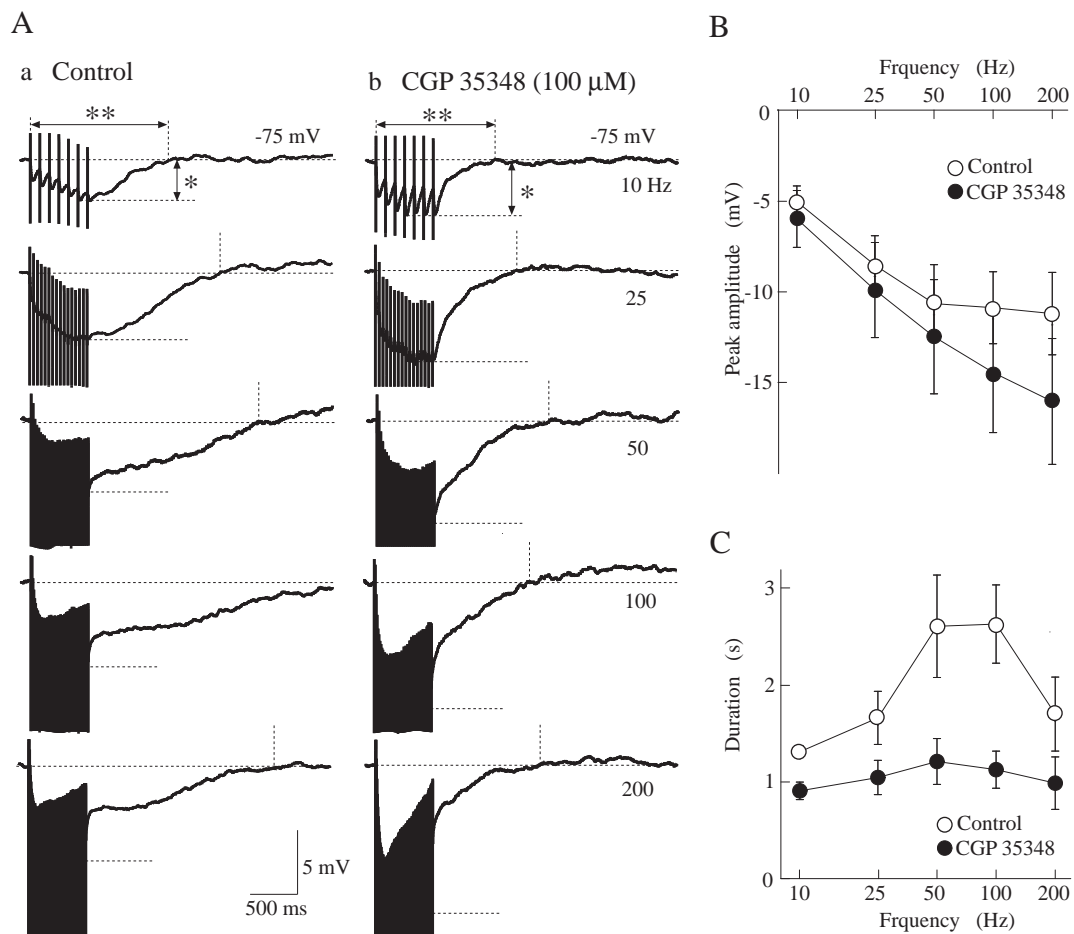 A
a Control
b CGP 35348 (100 µM)
**
-75 mV
*
**
-75 mV
*
10 Hz
25
50
100
200
5 mV
500 ms
B
Frquency (Hz)
10 25 50 100 200
0
-5
-10
-15
Peak amplitude (mV)
Control
CGP 35348
C
3
2
1
0
Duration (s)
Control
CGP 35348
10 25 50 100 200
Frquency (Hz)